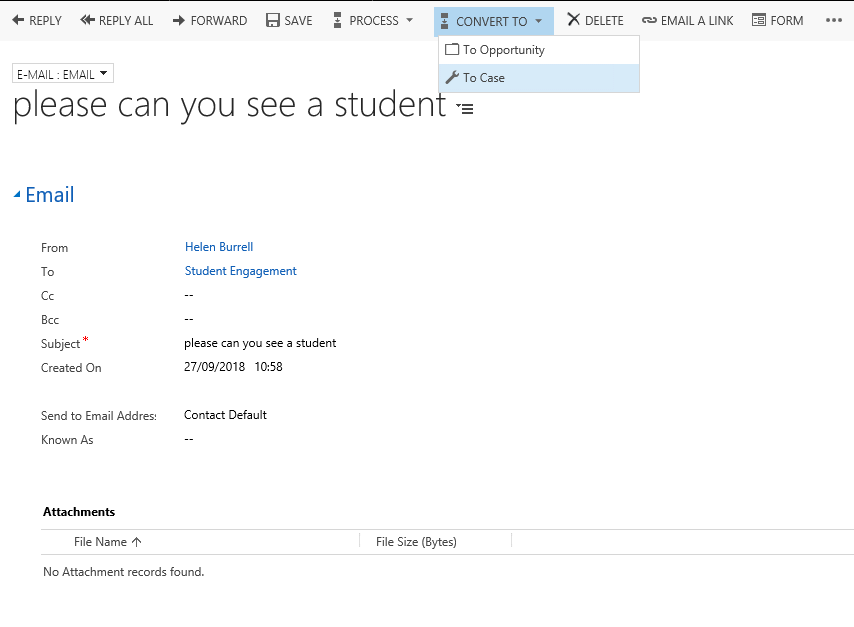 REPLY REPLY ALL FORWARD SAVE PROCESS CONVERT TO DELETE EMAIL A LINK FORM
To Opportunity
To Case
E-MAIL : EMAIL
please can you see a student
Email
From Helen Burrell
To Student Engagement
Cc --
Bcc --
Subject * please can you see a student
Created On 27/09/2018 10:58
Send to Email Addres: Contact Default
Known As --
Attachments
File Name File Size (Bytes)
No Attachment records found.